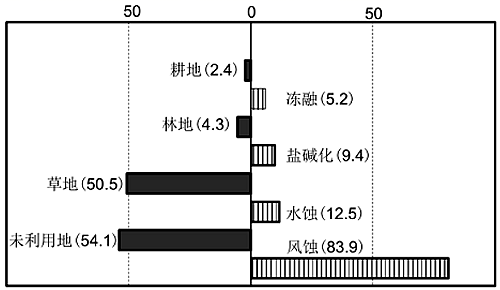 50 0 50
耕地(2.4)
冻融(5.2)
林地(4.3)
盐碱化(9.4)
草地(50.5)
水蚀(12.5)
未利用地(54.1)
风蚀(83.9)